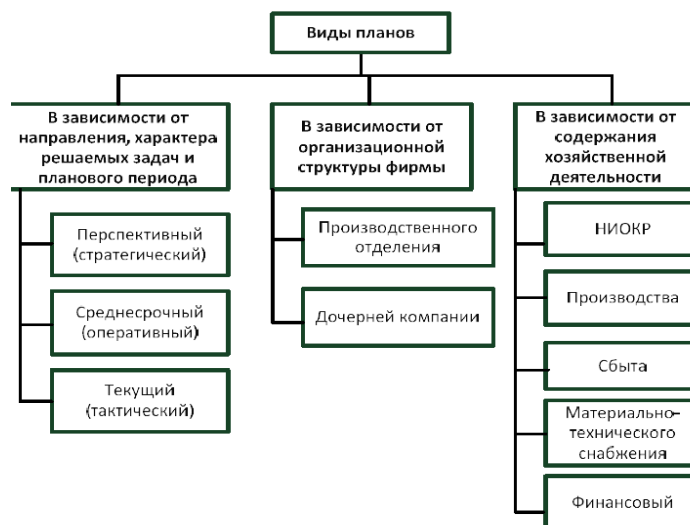 Виды планов
В зависимости от
направления, характера
решаемых задач и
планового периода
Перспективный
(стратегический)
Среднесрочный
(оперативный)
Текущий
(тактический)
В зависимости от
организационной
структуры фирмы
Производственного
отделения
Дочерней компании
В зависимости от
содержания
хозяйственной
деятельности
НИОКР
Производства
Сбыта
Материально-
технического
снабжения
Финансовый